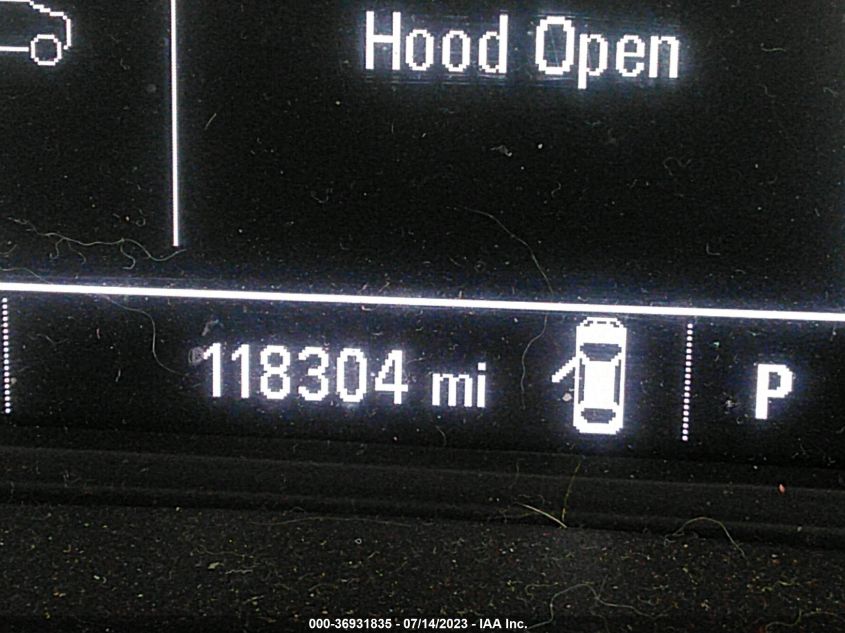 Hood Open
118304 mi
P
000-36931835 - 07/14/2023 - IAA Inc.